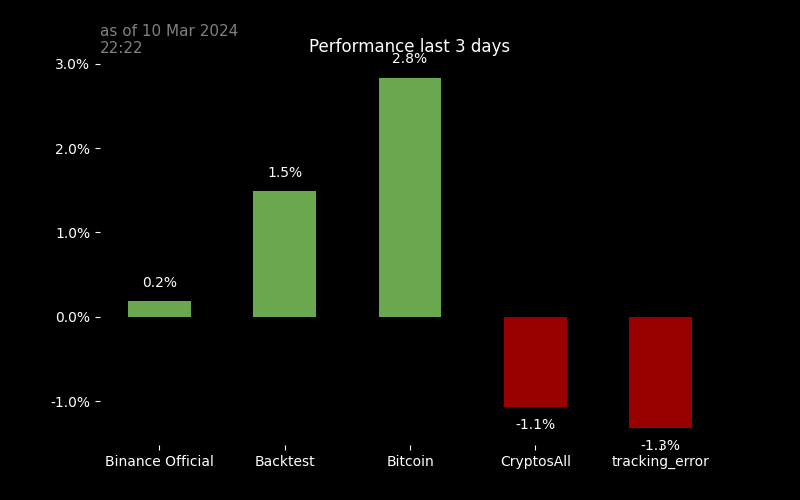 as of 10 Mar 2024
22:22
Performance last 3 days
3.0%
2.0%
1.0%
0.0%
-1.0%
0.2%
1.5%
2.8%
-1.1%
-1.3%
Binance Official
Backtest
Bitcoin
CryptosAll
tracking_error